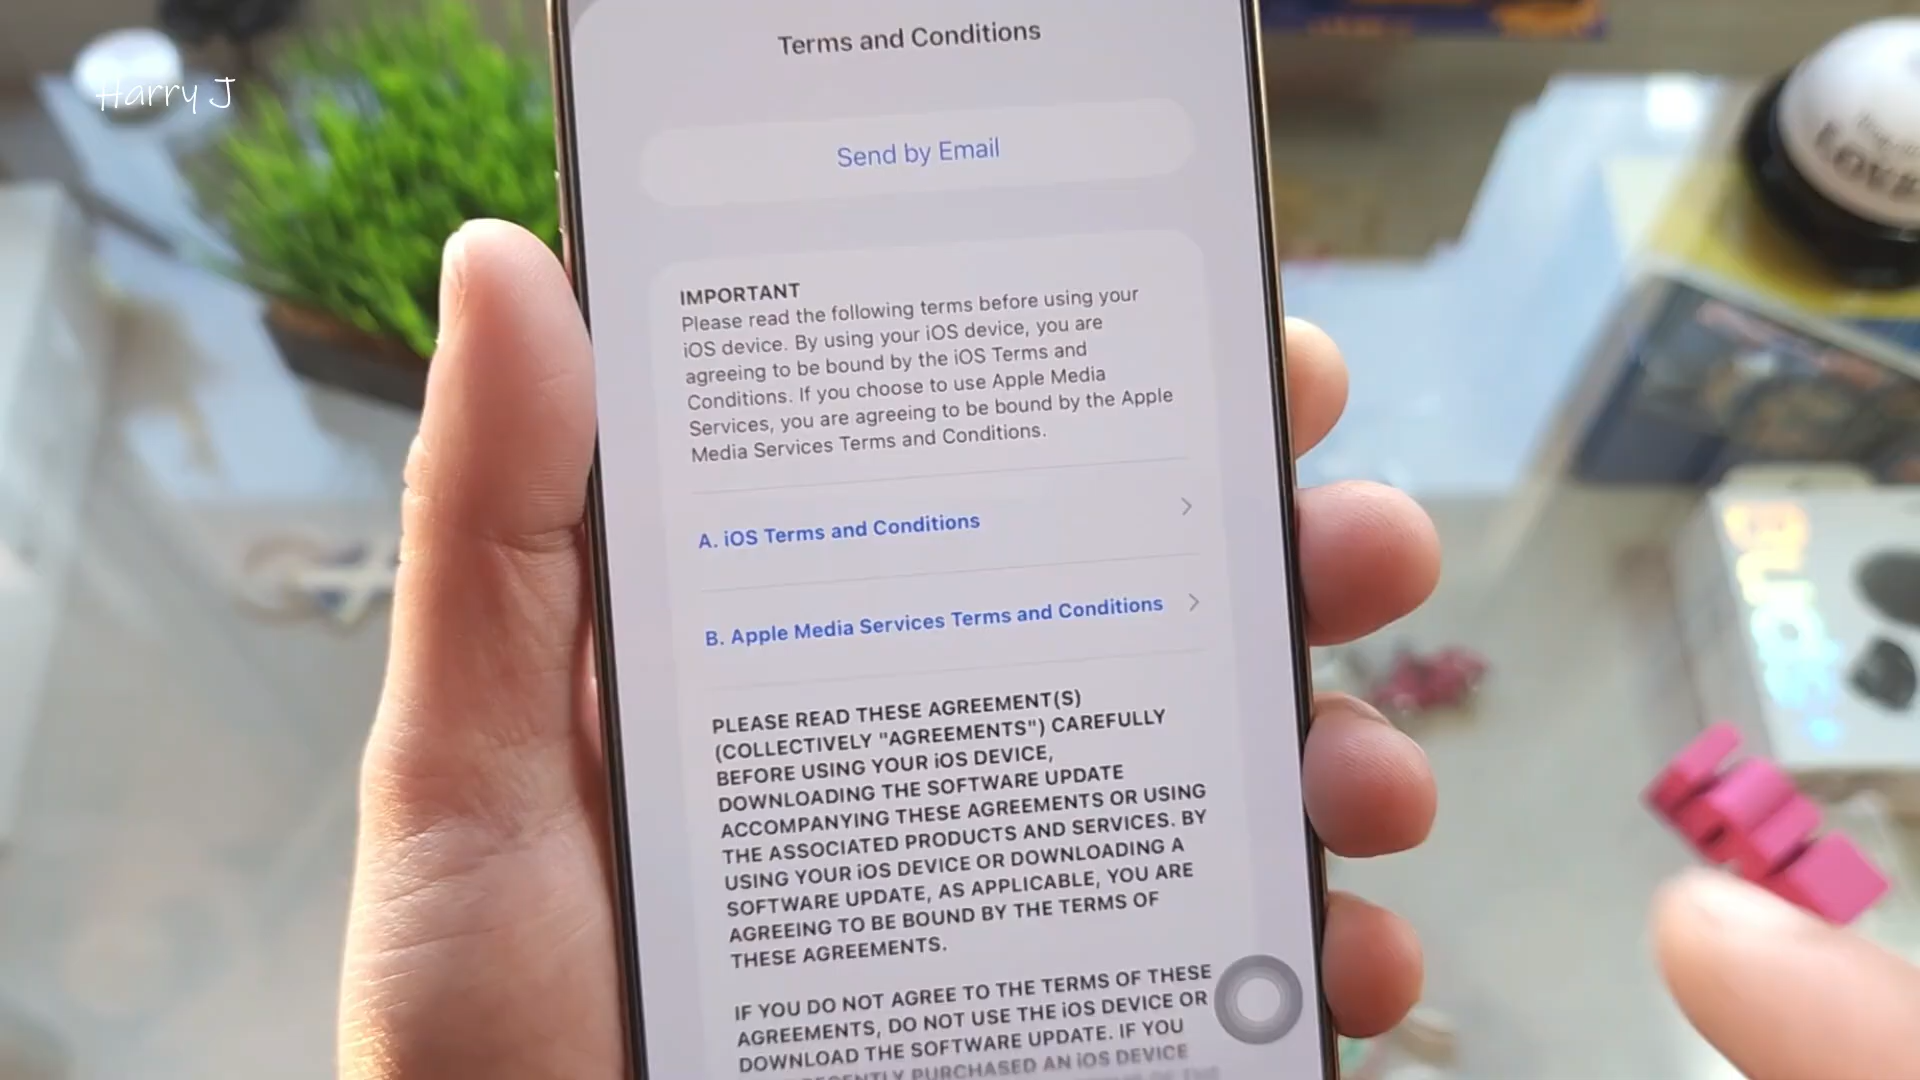 Harry J
Terms and Conditions
Send by Email
IMPORTANT
Please read the following terms before using your
iOS device. By using your iOS device, you are
agreeing to be bound by the iOS Terms and
Conditions. If you choose to use Apple Media
Services, you are agreeing to be bound by the Apple
Media Services Terms and Conditions.
A. iOS Terms and Conditions
B. Apple Media Services Terms and Conditions
PLEASE READ THESE AGREEMENT(S)
(COLLECTIVELY "AGREEMENTS") CAREFULLY
BEFORE USING YOUR iOS DEVICE,
DOWNLOADING THE SOFTWARE UPDATE
ACCOMPANYING THESE AGREEMENTS OR USING
THE ASSOCIATED PRODUCTS AND SERVICES. BY
USING YOUR iOS DEVICE OR DOWNLOADING A
SOFTWARE UPDATE, AS APPLICABLE, YOU ARE
AGREEING TO BE BOUND BY THE TERMS OF
THESE AGREEMENTS.
IF YOU DO NOT AGREE TO THE TERMS OF THESE
AGREEMENTS, DO NOT USE THE iOS DEVICE OR
DOWNLOAD THE SOFTWARE UPDATE. IF YOU
PURCHASED AN iOS DEVICE